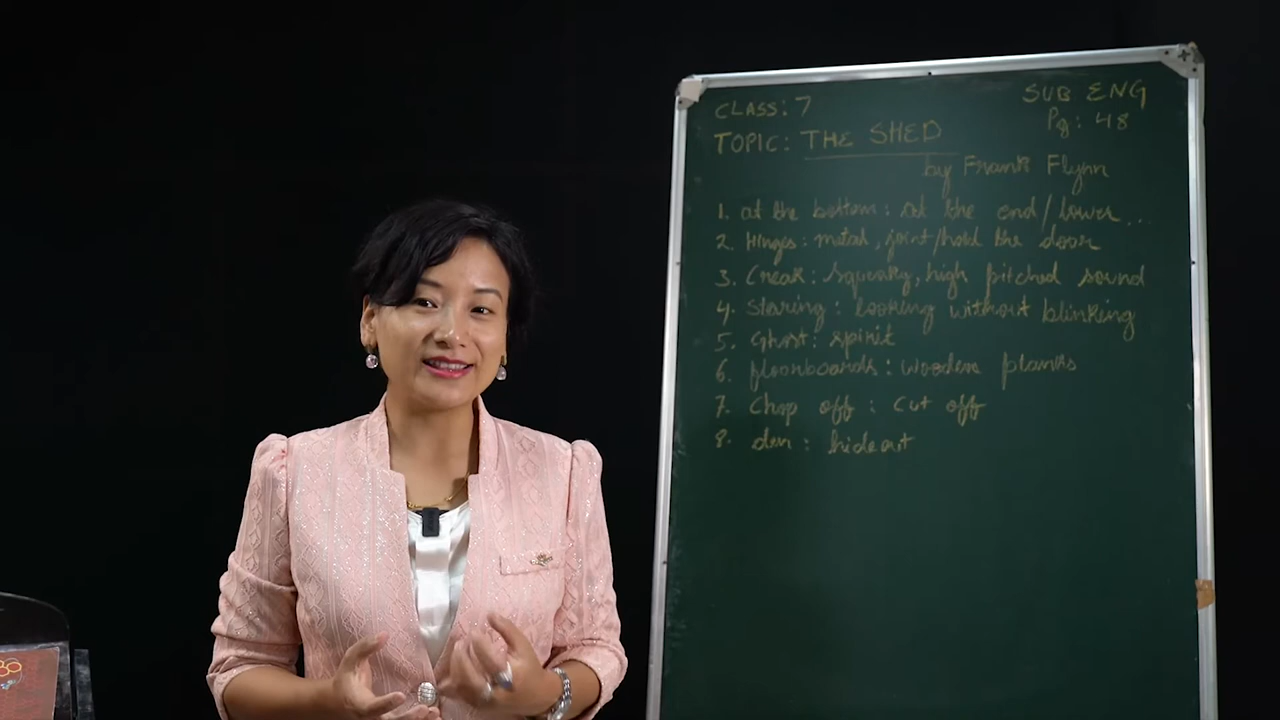 CLASS: 7
SUB ENG
Pg: 48
TOPIC: THE SHED
by Frank Flynn
1. at the bottom: at the end/lower...
2. Hinges: metal, joint/hold the door
3. Creak: squeaky, high pitched sound
4. Staring: looking without blinking
5. Ghost: spirit
6. floorboards: wooden planks
7. Chop off: cut off
8. den: hideout